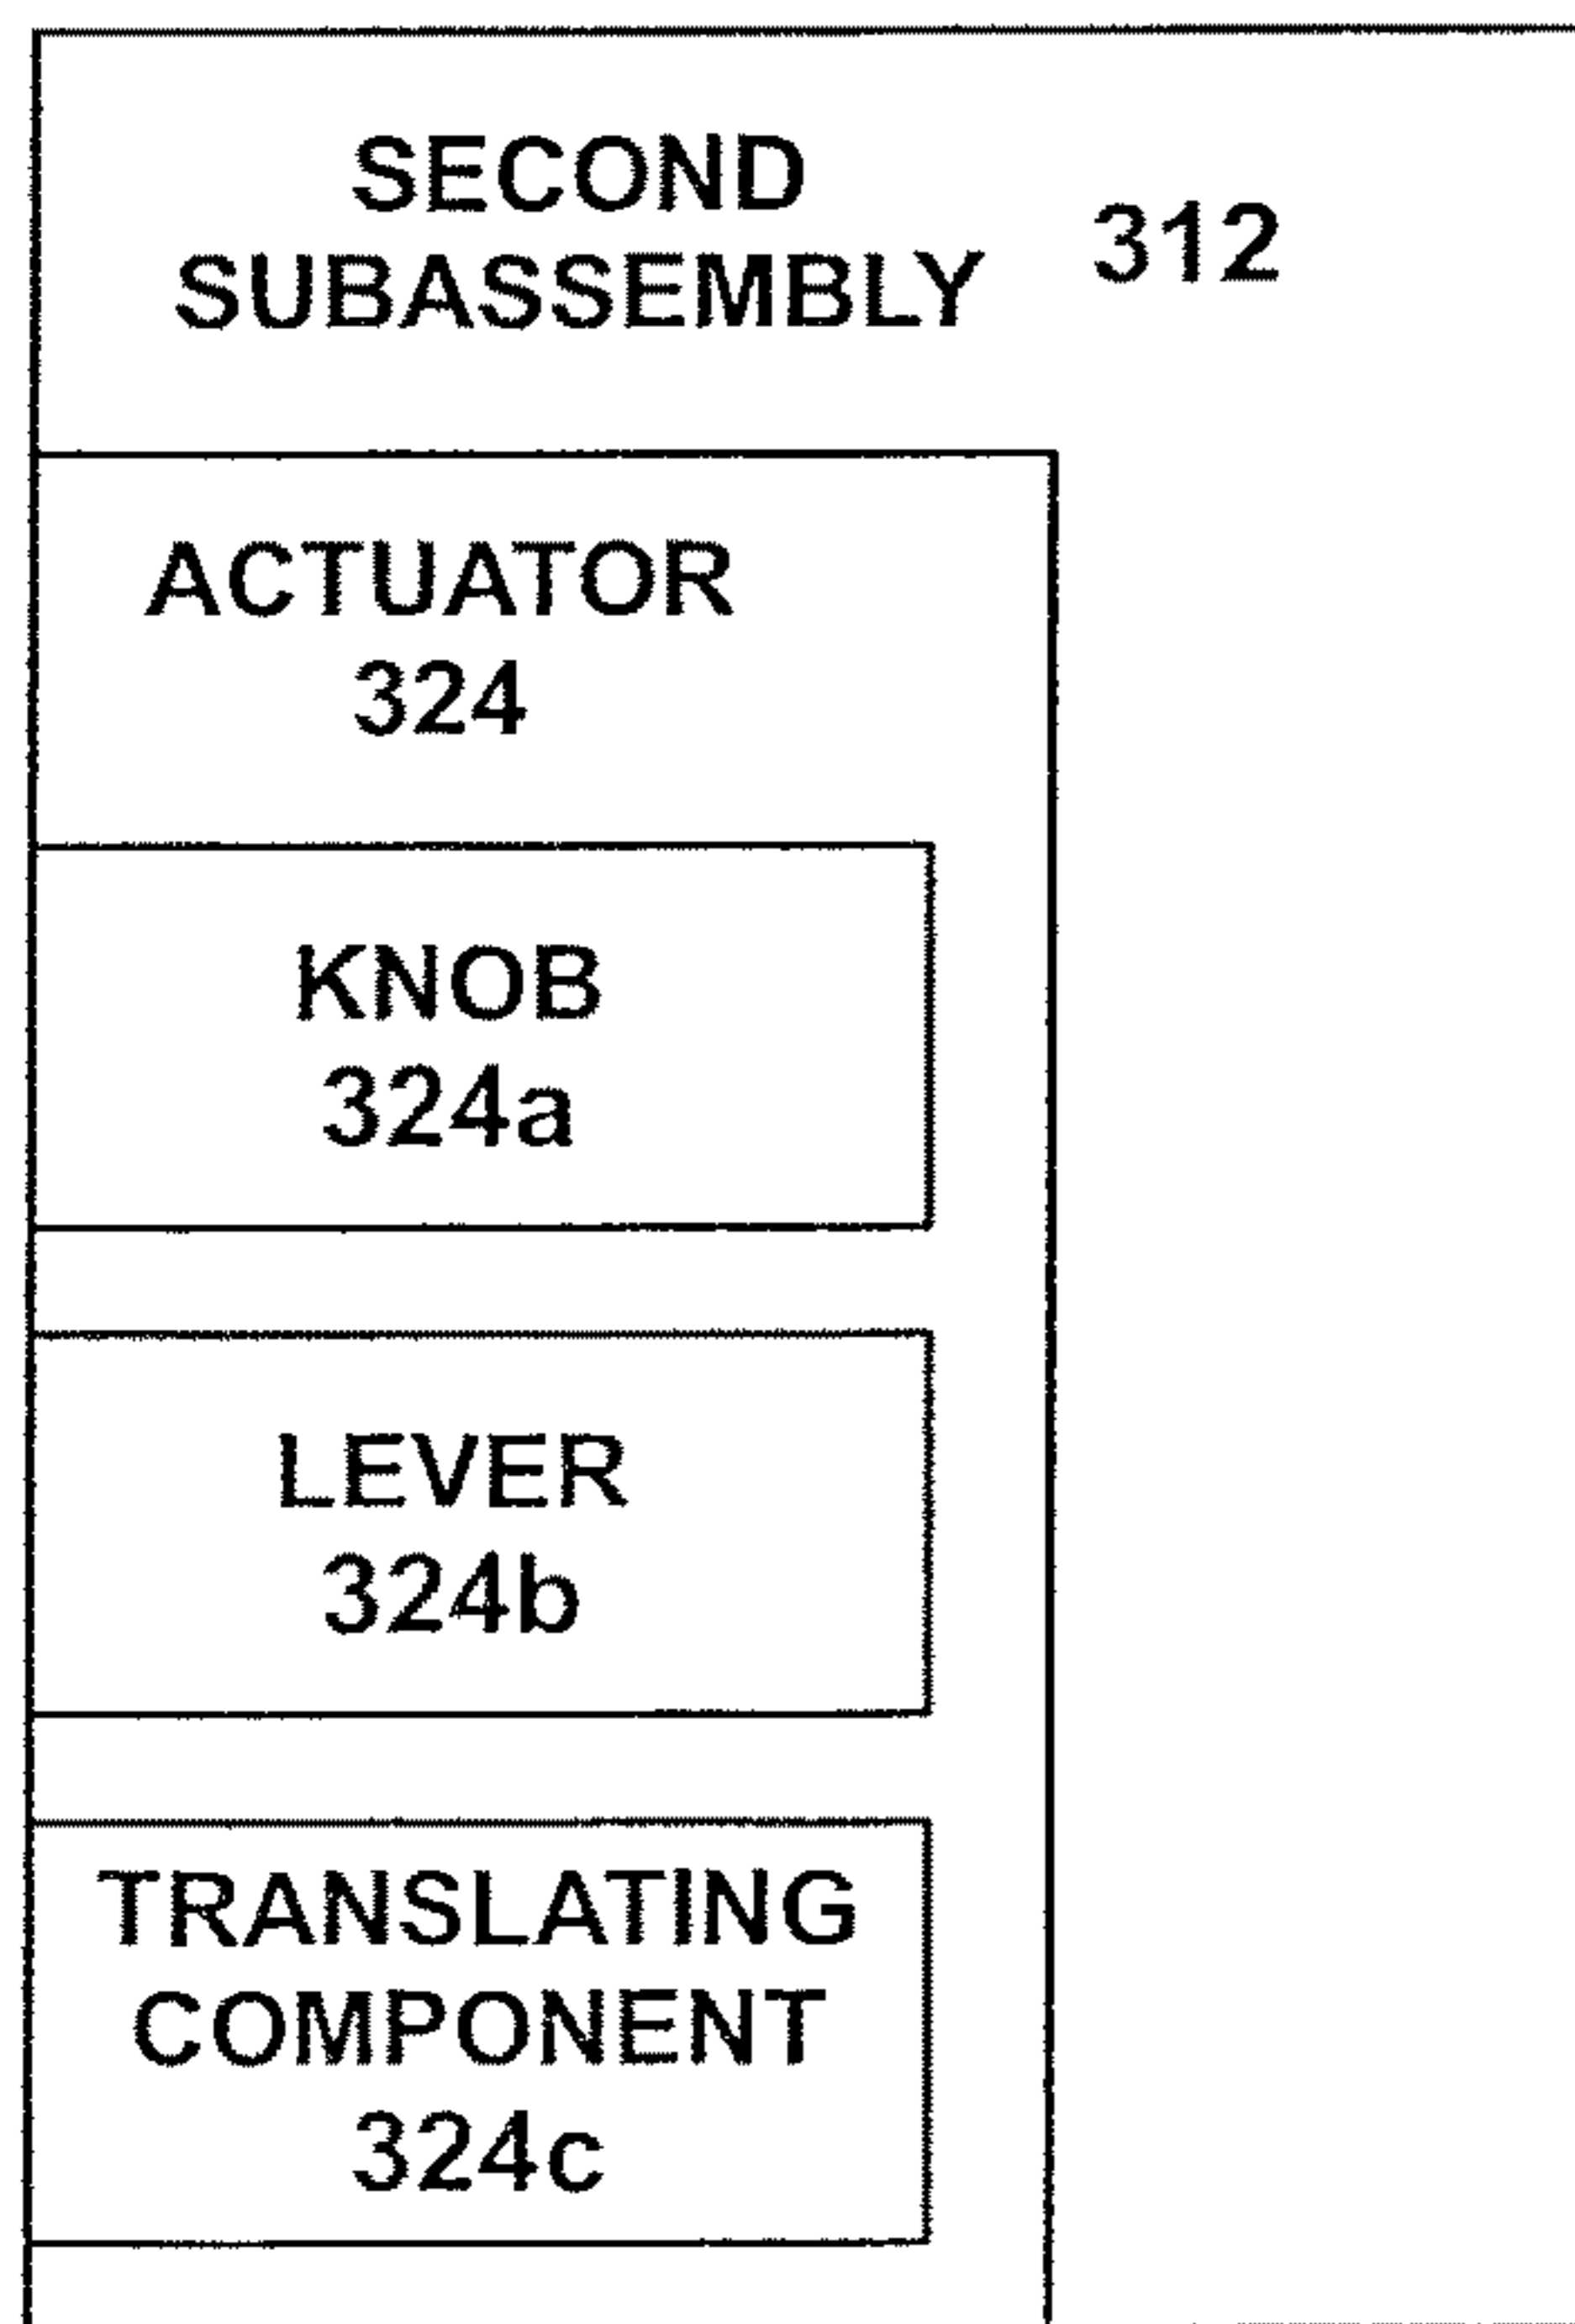 SECOND
SUBASSEMBLY 312
ACTUATOR
324
KNOB
324a
LEVER
324b
TRANSLATING
COMPONENT
324c